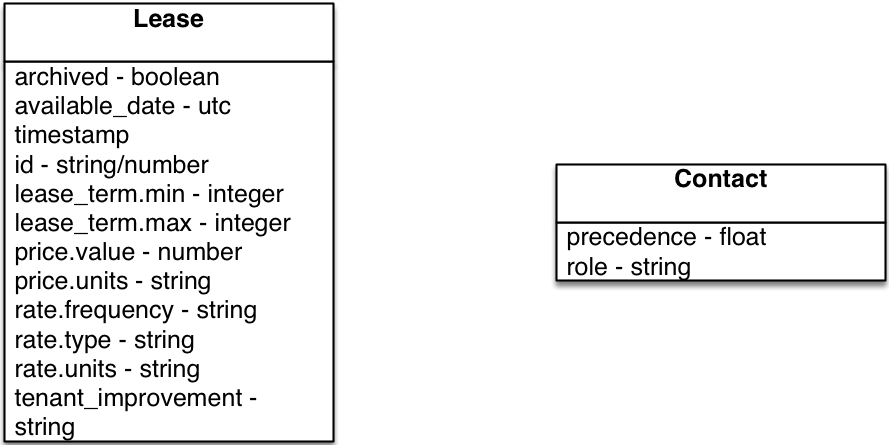 Lease
archived - boolean
available_date - utc
timestamp
id - string/number
lease_term.min - integer
lease_term.max - integer
price.value - number
price.units - string
rate.frequency - string
rate.type - string
rate.units - string
tenant_improvement -
string
Contact
precedence - float
role - string